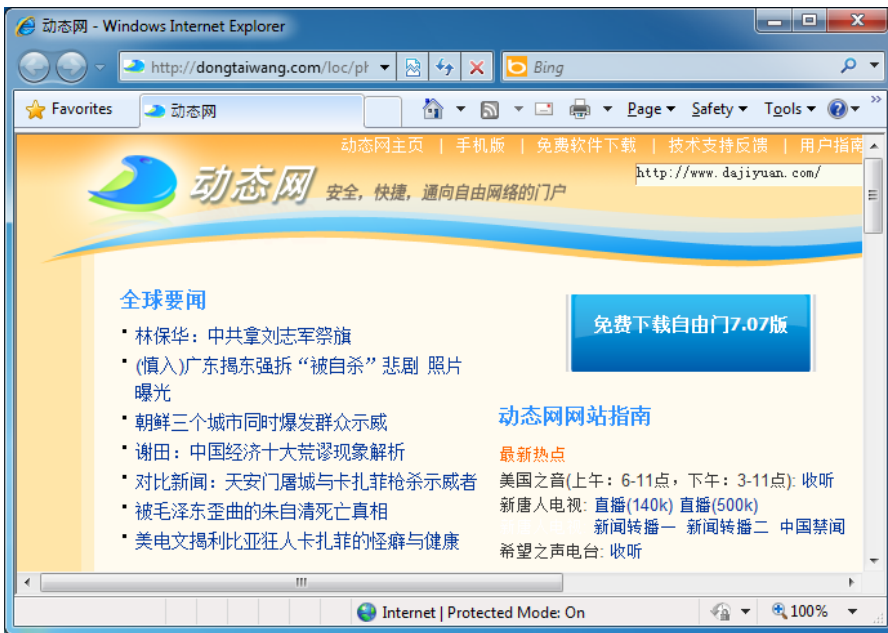 动态网 - Windows Internet Explorer
http://dongtaiwang.com/loc/ph
Bing
Favorites
动态网
Page
Safety
Tools
动态网主页 | 手机版 | 免费软件下载 | 技术支持反馈 | 用户指南
http://www.dajiyuan.com/
动态网 安全，快捷，通向自由网络的门户
全球要闻
林保华：中共拿刘志军祭旗
(慎入)广东揭东强拆“被自杀”悲剧 照片
曝光
朝鲜三个城市同时爆发群众示威
谢田：中国经济十大荒谬现象解析
对比新闻：天安门屠城与卡扎菲枪杀示威者
被毛泽东歪曲的朱自清死亡真相
美电文揭利比亚狂人卡扎菲的怪癖与健康
免费下载自由门7.07版
动态网网站指南
最新热点
美国之音(上午：6-11点，下午：3-11点): 收听
新唐人电视: 直播(140k) 直播(500k)
新闻转播一 新闻转播二 中国禁闻
希望之声电台: 收听
Internet | Protected Mode: On
100%